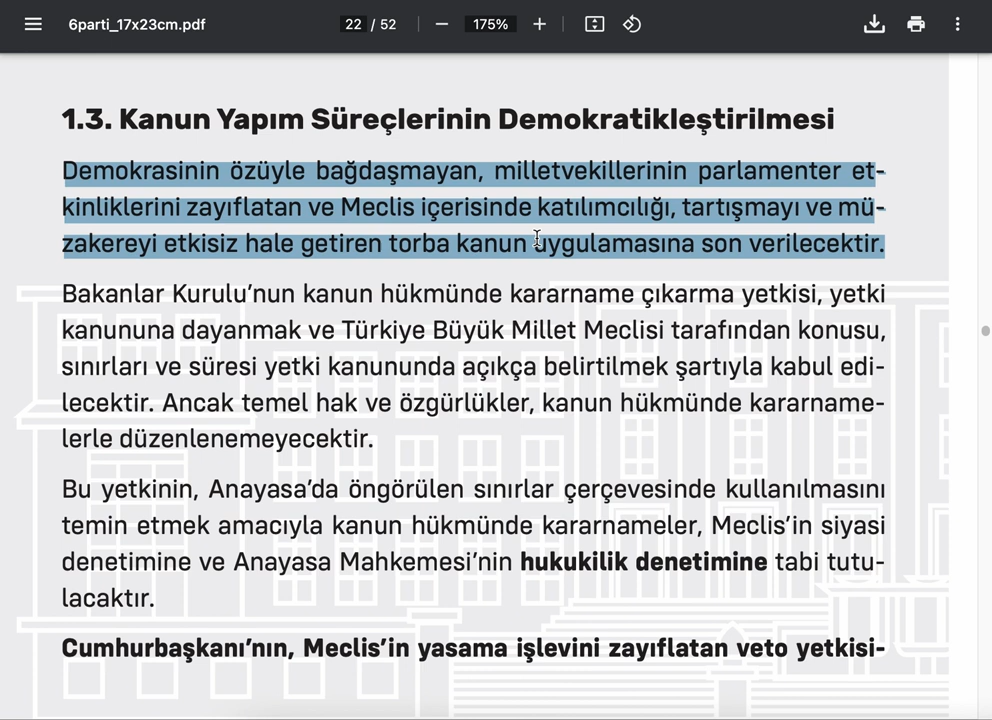 6parti_17x23cm.pdf 22 / 52 175%
1.3. Kanun Yapım Süreçlerinin Demokratikleştirilmesi
Demokrasinin özüyle bağdaşmayan, milletvekillerinin parlamenter et-
kinliklerini zayıflatan ve Meclis içerisinde katılımcılığı, tartışmayı ve mü-
zakereyi etkisiz hale getiren torba kanun uygulamasına son verilecektir.
Bakanlar Kurulu’nun kanun hükmünde kararname çıkarma yetkisi, yetki
kanununa dayanmak ve Türkiye Büyük Millet Meclisi tarafından konusu,
sınırları ve süresi yetki kanununda açıkça belirtilmek şartıyla kabul edi-
lecektir. Ancak temel hak ve özgürlükler, kanun hükmünde kararname-
lerle düzenlenemeyecektir.
Bu yetkinin, Anayasa’da öngörülen sınırlar çerçevesinde kullanılmasını
temin etmek amacıyla kanun hükmünde kararnameler, Meclis’in siyasi
denetimine ve Anayasa Mahkemesi’nin hukukilik denetimine tabi tutu-
lacaktır.
Cumhurbaşkanı’nın, Meclis’in yasama işlevini zayıflatan veto yetkisi-